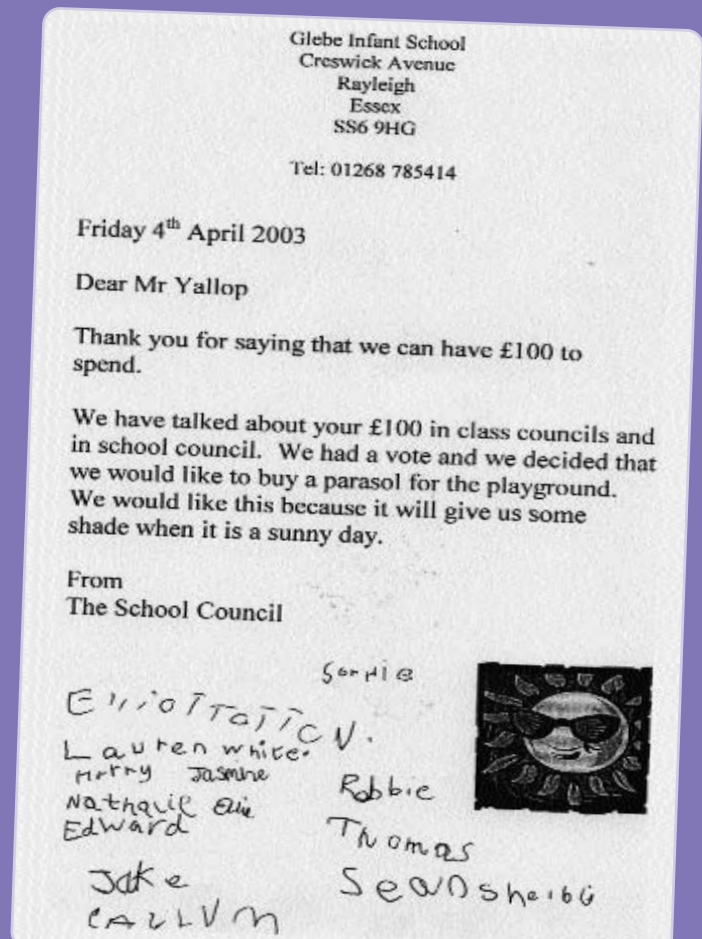 Glebe Infant School
Creswick Avenue
Rayleigh
Essex
SS6 9HG
Tel: 01268 785414
Friday 4th April 2003
Dear Mr Yallop
Thank you for saying that we can have £100 to
spend.
We have talked about your £100 in class councils and
in school council. We had a vote and we decided that
we would like to buy a parasol for the playground.
We would like this because it will give us some
shade when it is a sunny day.
From
The School Council
Lauren White.
Jasmine
Robbie
Ellie
Edward
Thomas
Jake
Sean
CALLUM